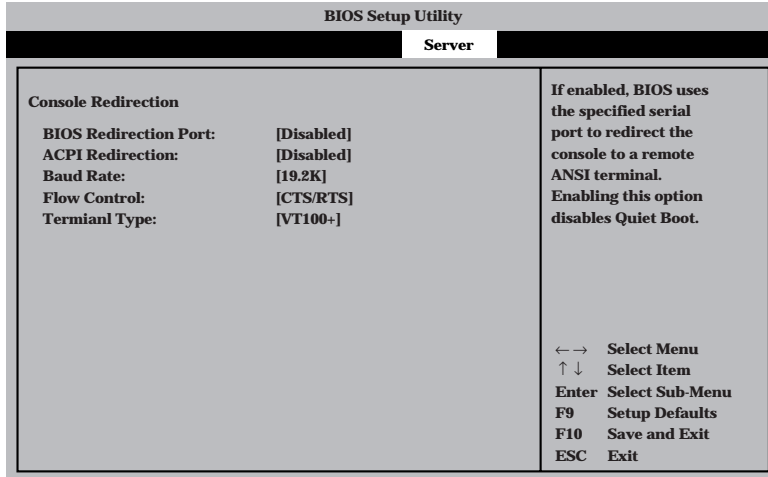 BIOS Setup Utility
Server
Console Redirection
BIOS Redirection Port: [Disabled]
ACPI Redirection: [Disabled]
Baud Rate: [19.2K]
Flow Control: [CTS/RTS]
Termianl Type: [VT100+]
If enabled, BIOS uses
the specified serial
port to redirect the
console to a remote
ANSI terminal.
Enabling this option
disables Quiet Boot.
←→ Select Menu
↑↓ Select Item
Enter Select Sub-Menu
F9 Setup Defaults
F10 Save and Exit
ESC Exit